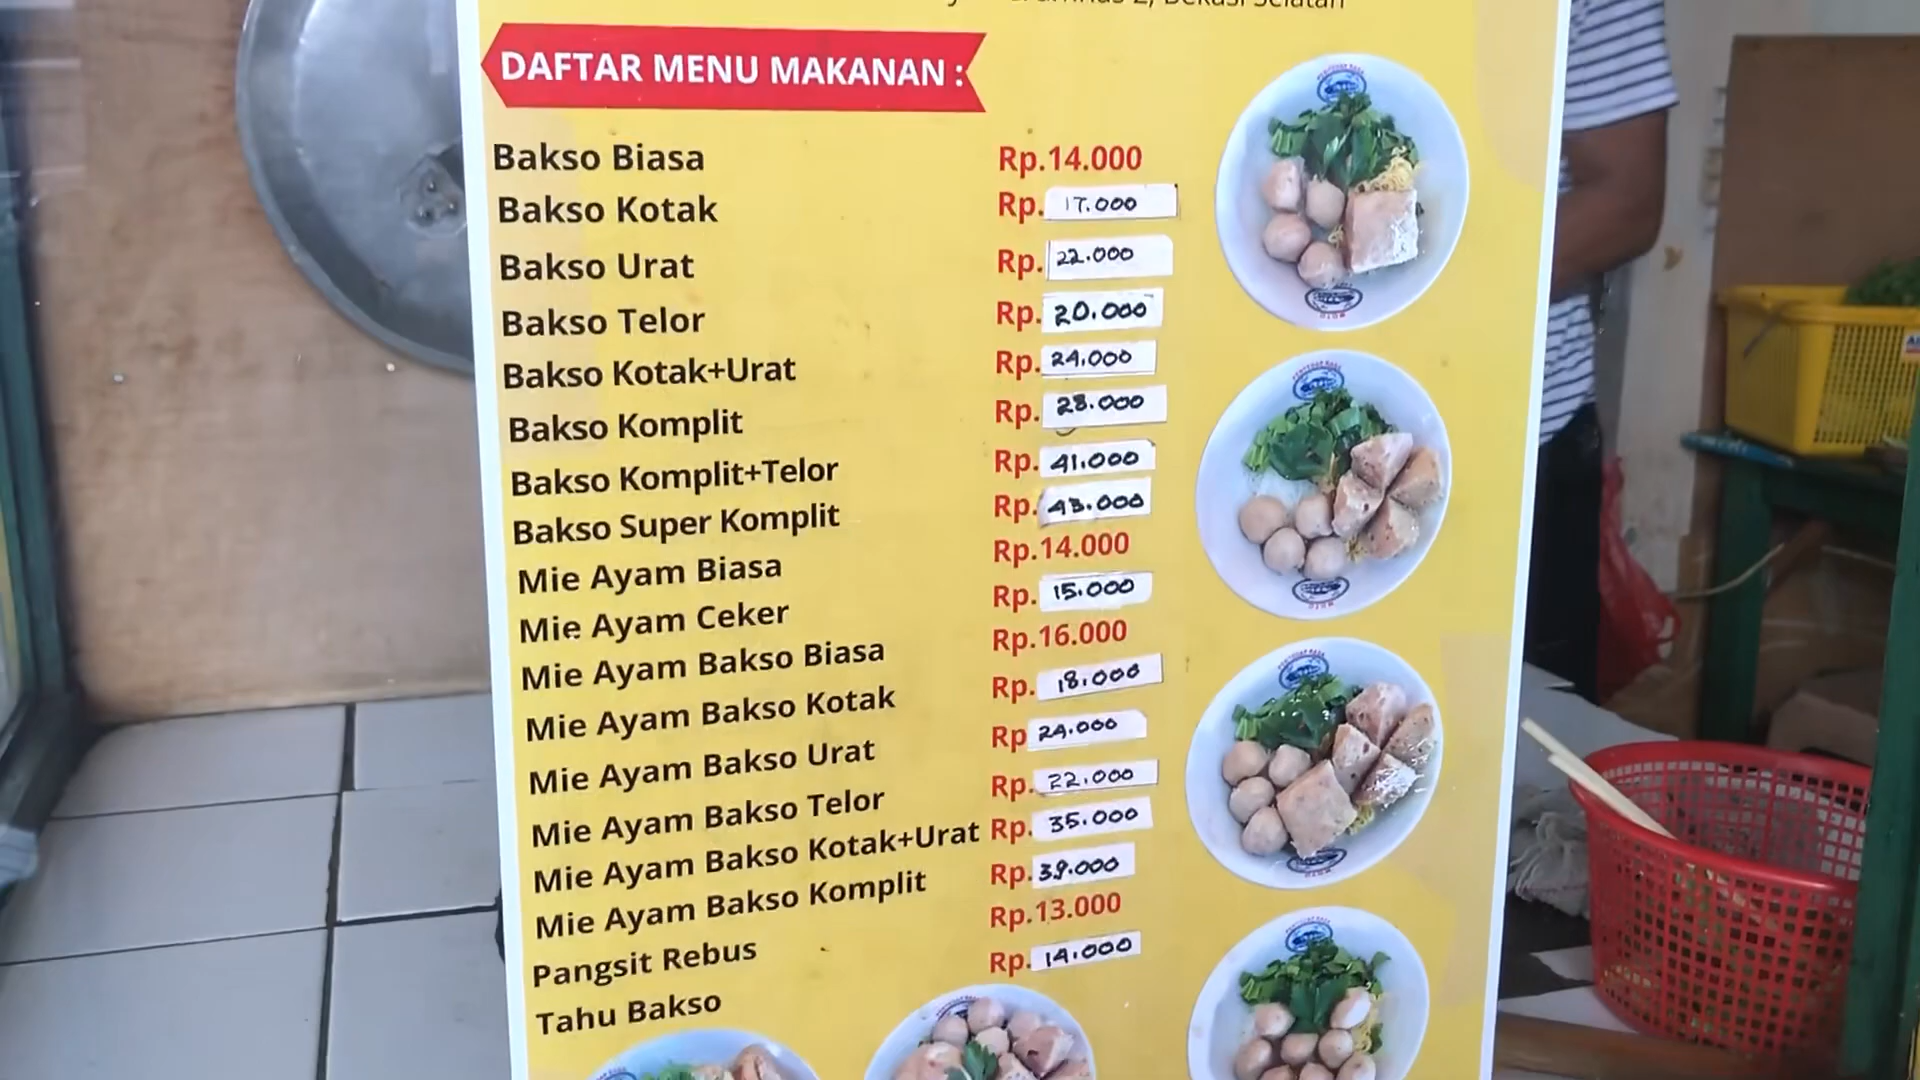 2, Bekasi Selatan
DAFTAR MENU MAKANAN :
Bakso Biasa Rp.14.000
Bakso Kotak Rp. 17.000
Bakso Urat Rp. 22.000
Bakso Telor Rp. 20.000
Bakso Kotak+Urat Rp. 24.000
Bakso Komplit Rp. 28.000
Bakso Komplit+Telor Rp. 41.000
Bakso Super Komplit Rp. 43.000
Mie Ayam Biasa Rp.14.000
Mie Ayam Ceker Rp. 15.000
Mie Ayam Bakso Biasa Rp.16.000
Mie Ayam Bakso Kotak Rp. 18.000
Mie Ayam Bakso Urat Rp 24.000
Mie Ayam Bakso Telor Rp. 22.000
Mie Ayam Bakso Kotak+Urat Rp. 35.000
Mie Ayam Bakso Komplit Rp. 39.000
Pangsit Rebus Rp.13.000
Tahu Bakso Rp. 14.000